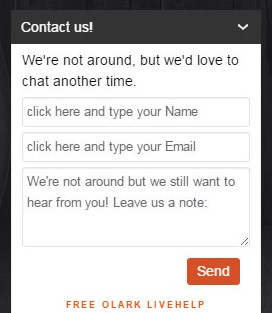 Contact us!
We're not around, but we'd love to
chat another time.
click here and type your Name
click here and type your Email
We're not around but we still want to
hear from you! Leave us a note:
Send
FREE OLARK LIVEHELP